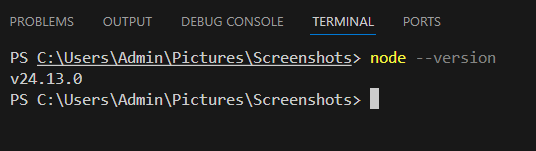 PROBLEMS OUTPUT DEBUG CONSOLE TERMINAL PORTS
PS C:\Users\Admin\Pictures\Screenshots> node --version
v24.13.0
PS C:\Users\Admin\Pictures\Screenshots>